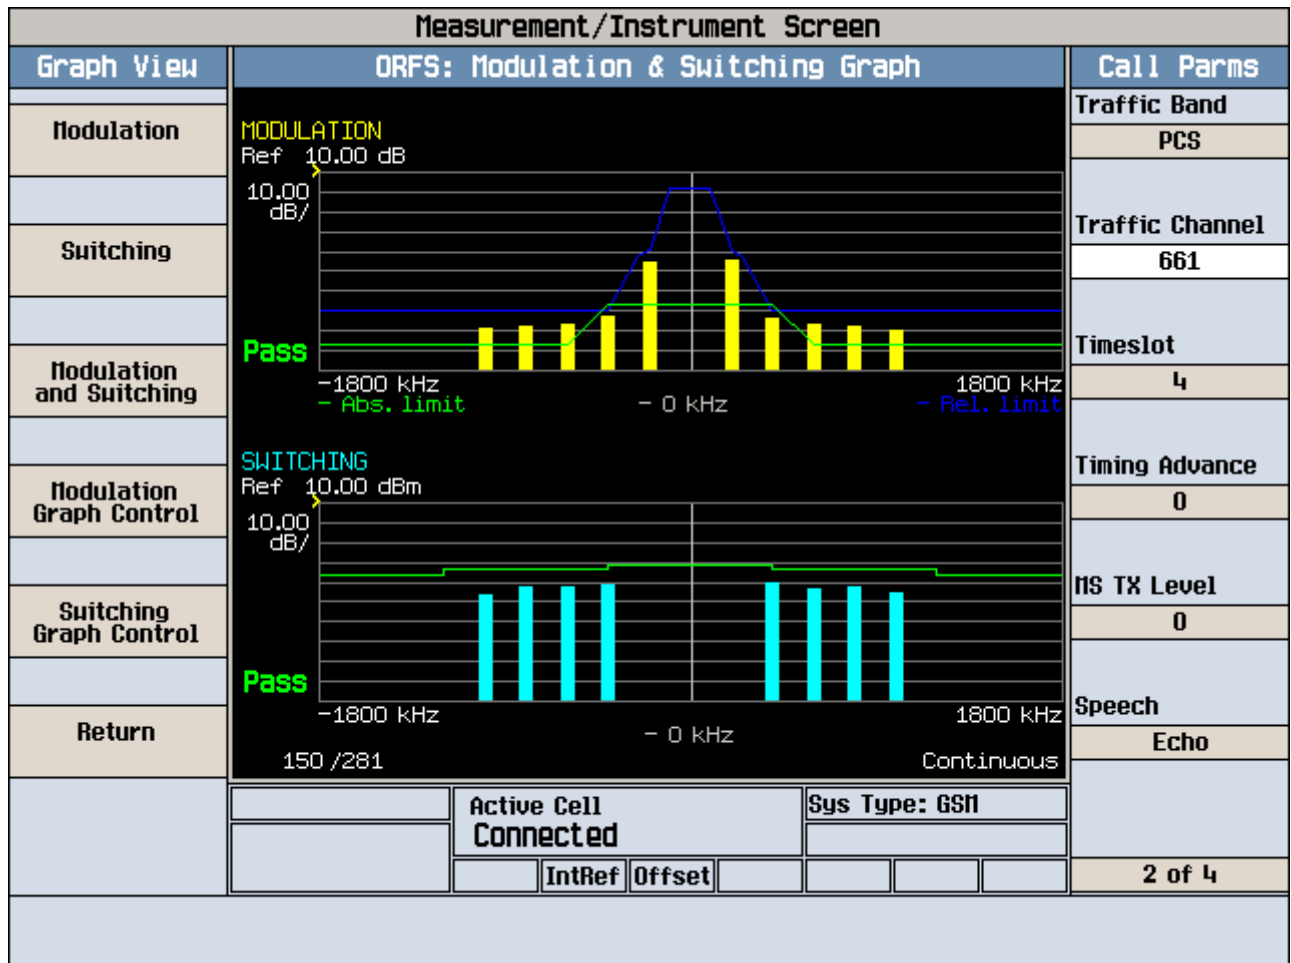 Measurement/Instrument Screen
Graph View
ORFS: Modulation & Switching Graph
Call Parms
Modulation
Switching
Modulation
and Switching
Modulation
Graph Control
Switching
Graph Control
Return
MODULATION
Ref 10.00 dB
10.00
dB/
Pass
-1800 kHz
1800 kHz
- Abs. limit
- 0 kHz
- Rel. limit
SWITCHING
Ref 10.00 dBm
10.00
dB/
Pass
-1800 kHz
1800 kHz
- 0 kHz
150 /281
Continuous
Traffic Band
PCS
Traffic Channel
661
Timeslot
4
Timing Advance
0
MS TX Level
0
Speech
Echo
2 of 4
Active Cell
Connected
Sys Type: GSM
IntRef
Offset